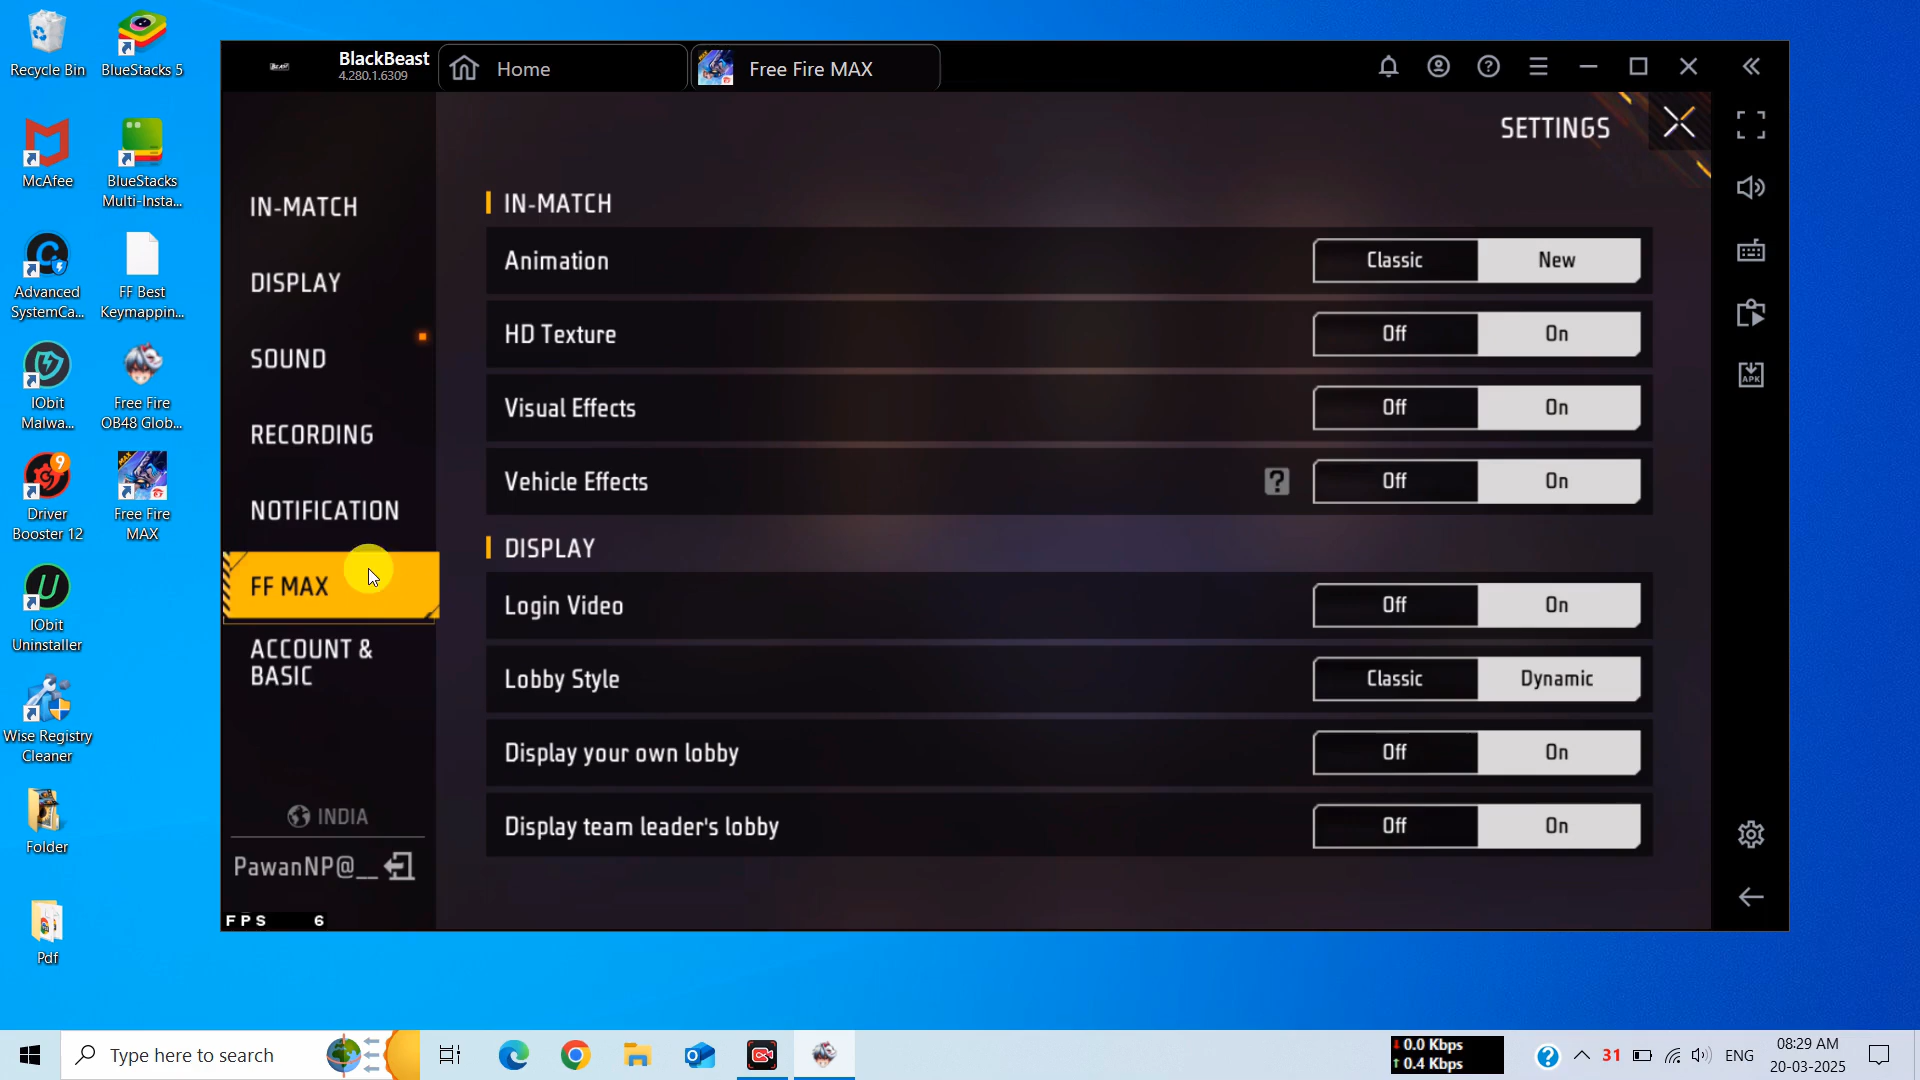 Recycle Bin
BlueStacks 5
McAfee
BlueStacks
Multi-Insta...
Advanced
SystemCa...
FF Best
Keymappin...
IObit
Malwa...
Free Fire
OB48 Glob...
9
Driver
Booster 12
Free Fire
MAX
IObit
Uninstaller
Wise Registry
Cleaner
Folder
Pdf
BEAST
BlackBeast
4.280.1.6309
Home
Free Fire MAX
SETTINGS
IN-MATCH
DISPLAY
SOUND
RECORDING
NOTIFICATION
FF MAX
ACCOUNT &
BASIC
INDIA
PawanNP@__
FPS 6
IN-MATCH
Animation Classic New
HD Texture Off On
Visual Effects Off On
Vehicle Effects ? Off On
DISPLAY
Login Video Off On
Lobby Style Classic Dynamic
Display your own lobby Off On
Display team leader's lobby Off On
APK
Type here to search
0.0 Kbps
0.4 Kbps
31
ENG
08:29 AM
20-03-2025